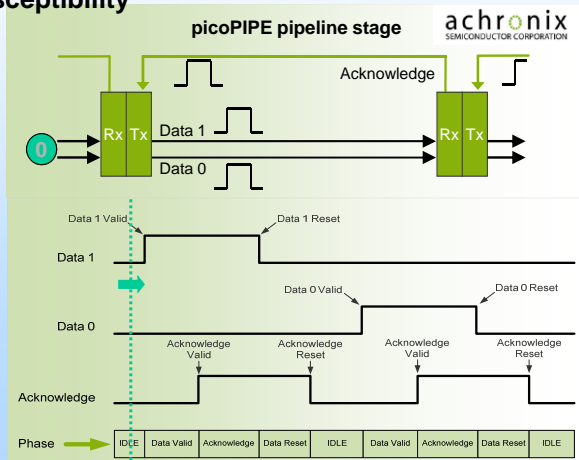 picoPIPE pipeline stage
achronix
SEMICONDUCTOR CORPORATION
Acknowledge
0
Rx Tx
Data 1
Data 0
Rx Tx
Data 1 Valid
Data 1 Reset
Data 1
Data 0 Valid
Data 0 Reset
Data 0
Acknowledge
Valid
Acknowledge
Reset
Acknowledge
Valid
Acknowledge
Reset
Acknowledge
Phase
IDLE Data Valid Acknowledge Data Reset IDLE Data Valid Acknowledge Data Reset IDLE